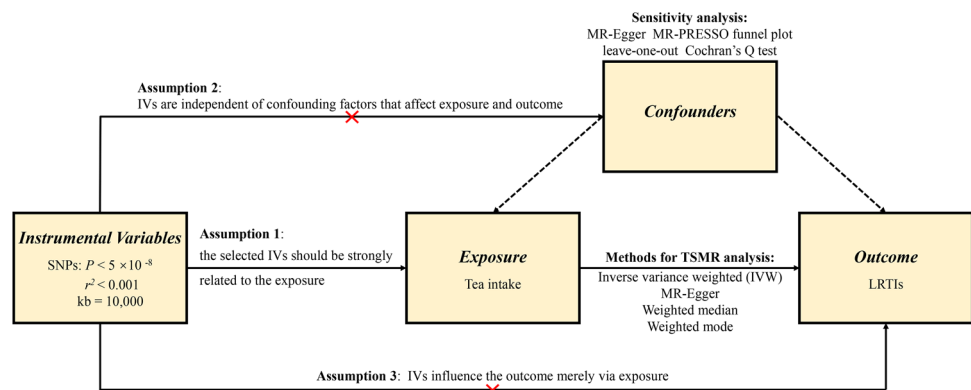 Sensitivity analysis:
MR-Egger MR-PRESSO funnel plot
leave-one-out Cochran's Q test
Assumption 2:
IVs are independent of confounding factors that affect exposure and outcome
Confounders
Instrumental Variables
SNPs: P < 5 ×10 -8
r² < 0.001
kb = 10,000
Assumption 1:
the selected IVs should be strongly
related to the exposure
Exposure
Tea intake
Methods for TSMR analysis:
Inverse variance weighted (IVW)
MR-Egger
Weighted median
Weighted mode
Outcome
LRTIs
Assumption 3: IVs influence the outcome merely via exposure